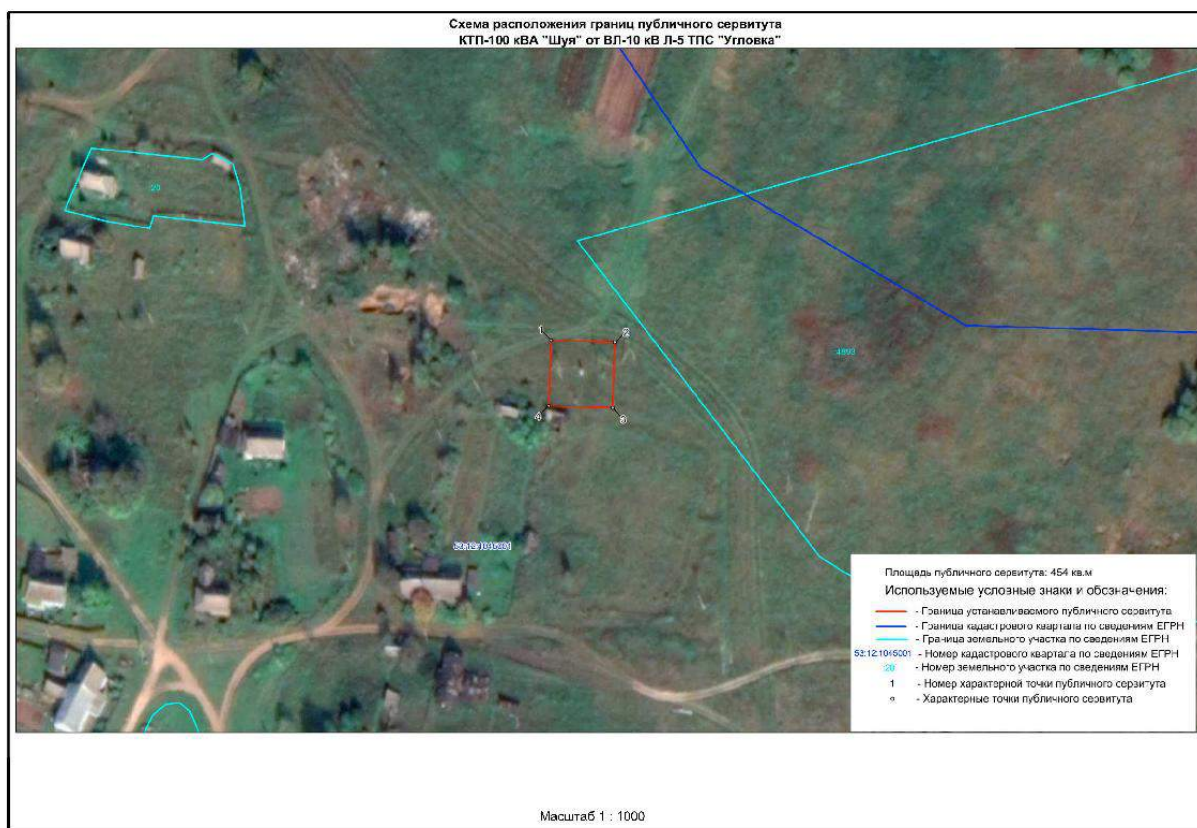 Схема расположения границ публичного сервитута
КТП-100 кВА "Шуя" от ВЛ-10 кВ Л-5 ТПС "Угловка"
20
1
2
4
3
Площадь публичного сервитута: 454 кв.м
Используемые условные знаки и обозначения:
- Граница устанавливаемого публичного сервитута
- Граница кадастрового квартала по сведениям ЕГРН
- Граница земельного участка по сведениям ЕГРН
53:12:1045001 - Номер кадастрового квартала по сведениям ЕГРН
20 - Номер земельного участка по сведениям ЕГРН
1 - Номер характерной точки публичного сервитута
- Характерные точки публичного сервитута
Масштаб 1 : 1000